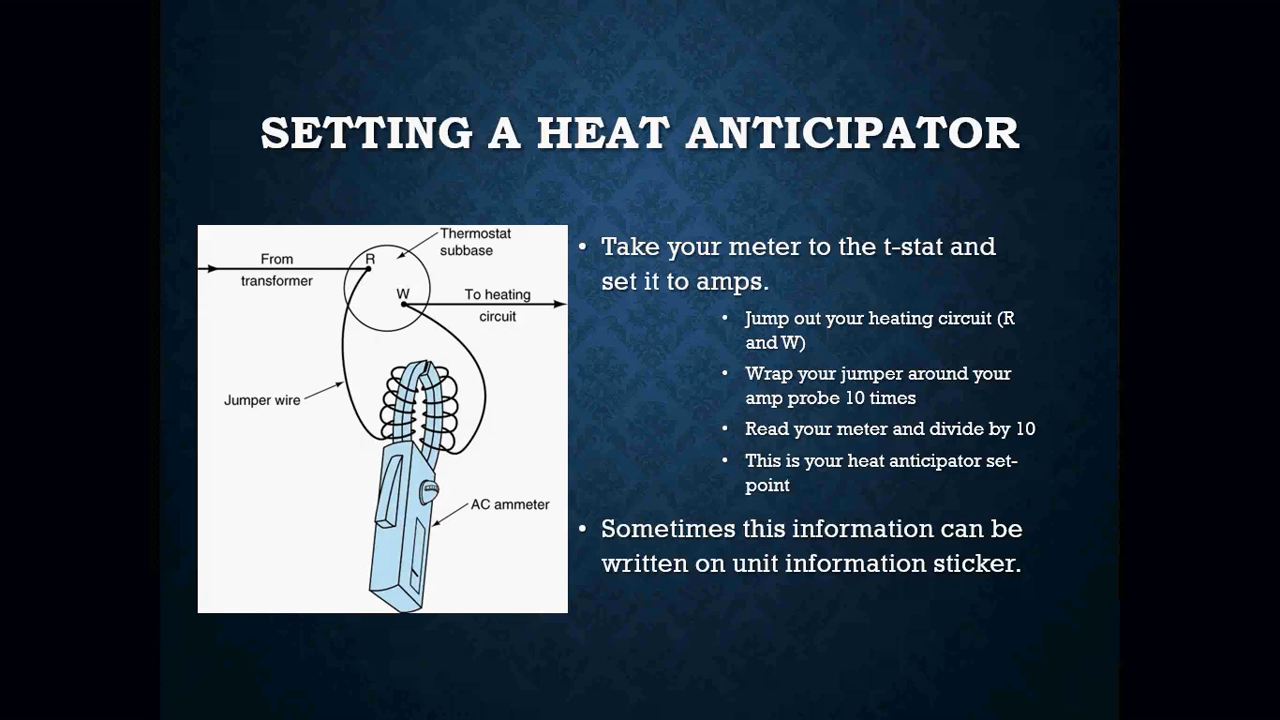 SETTING A HEAT ANTICIPATOR
Thermostat
subbase
From
transformer
R
W
To heating
circuit
Jumper wire
AC ammeter
• Take your meter to the t-stat and
set it to amps.
• Jump out your heating circuit (R
and W)
• Wrap your jumper around your
amp probe 10 times
• Read your meter and divide by 10
• This is your heat anticipator set-
point
• Sometimes this information can be
written on unit information sticker.